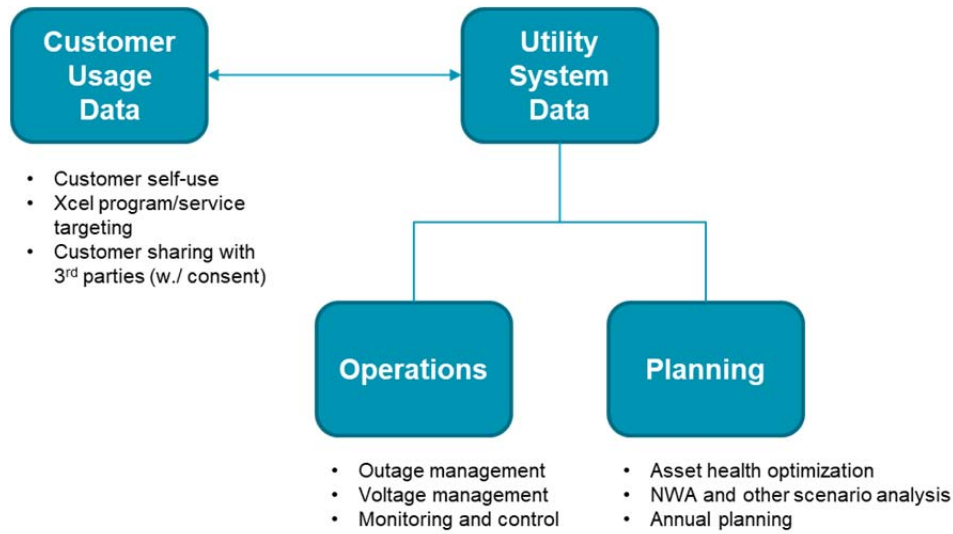 Customer
Usage
Data
Utility
System
Data
• Customer self-use
• Xcel program/service
targeting
• Customer sharing with
3rd parties (w./ consent)
Operations
Planning
• Outage management
• Voltage management
• Monitoring and control
• Asset health optimization
• NWA and other scenario analysis
• Annual planning